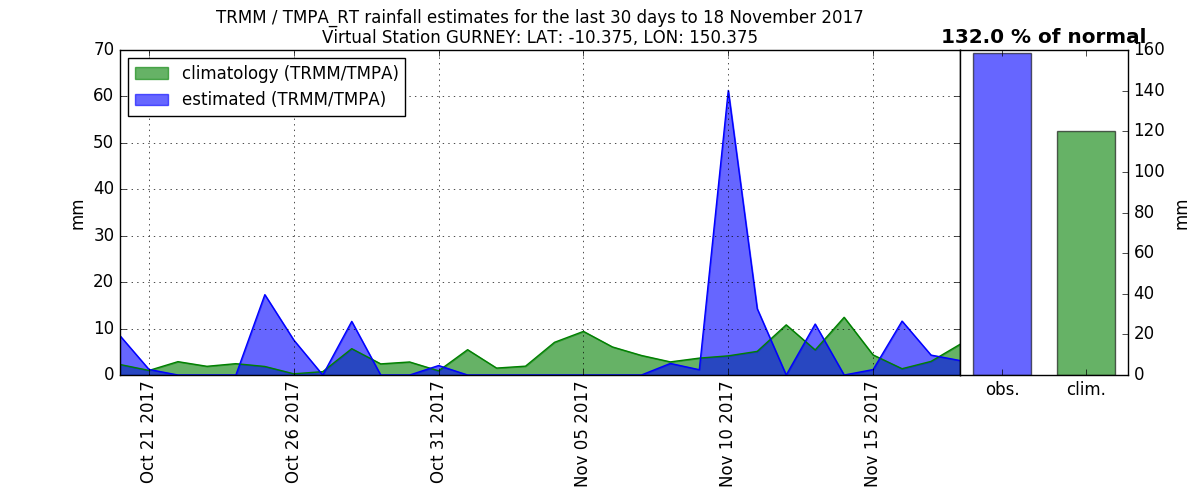 TRMM / TMPA_RT rainfall estimates for the last 30 days to 18 November 2017
Virtual Station GURNEY: LAT: -10.375, LON: 150.375
132.0 % of normal
climatology (TRMM/TMPA)
estimated (TRMM/TMPA)
70
60
50
40
30
20
10
0
mm
Oct 21 2017
Oct 26 2017
Oct 31 2017
Nov 05 2017
Nov 10 2017
Nov 15 2017
160
140
120
100
80
60
40
20
0
mm
obs.
clim.